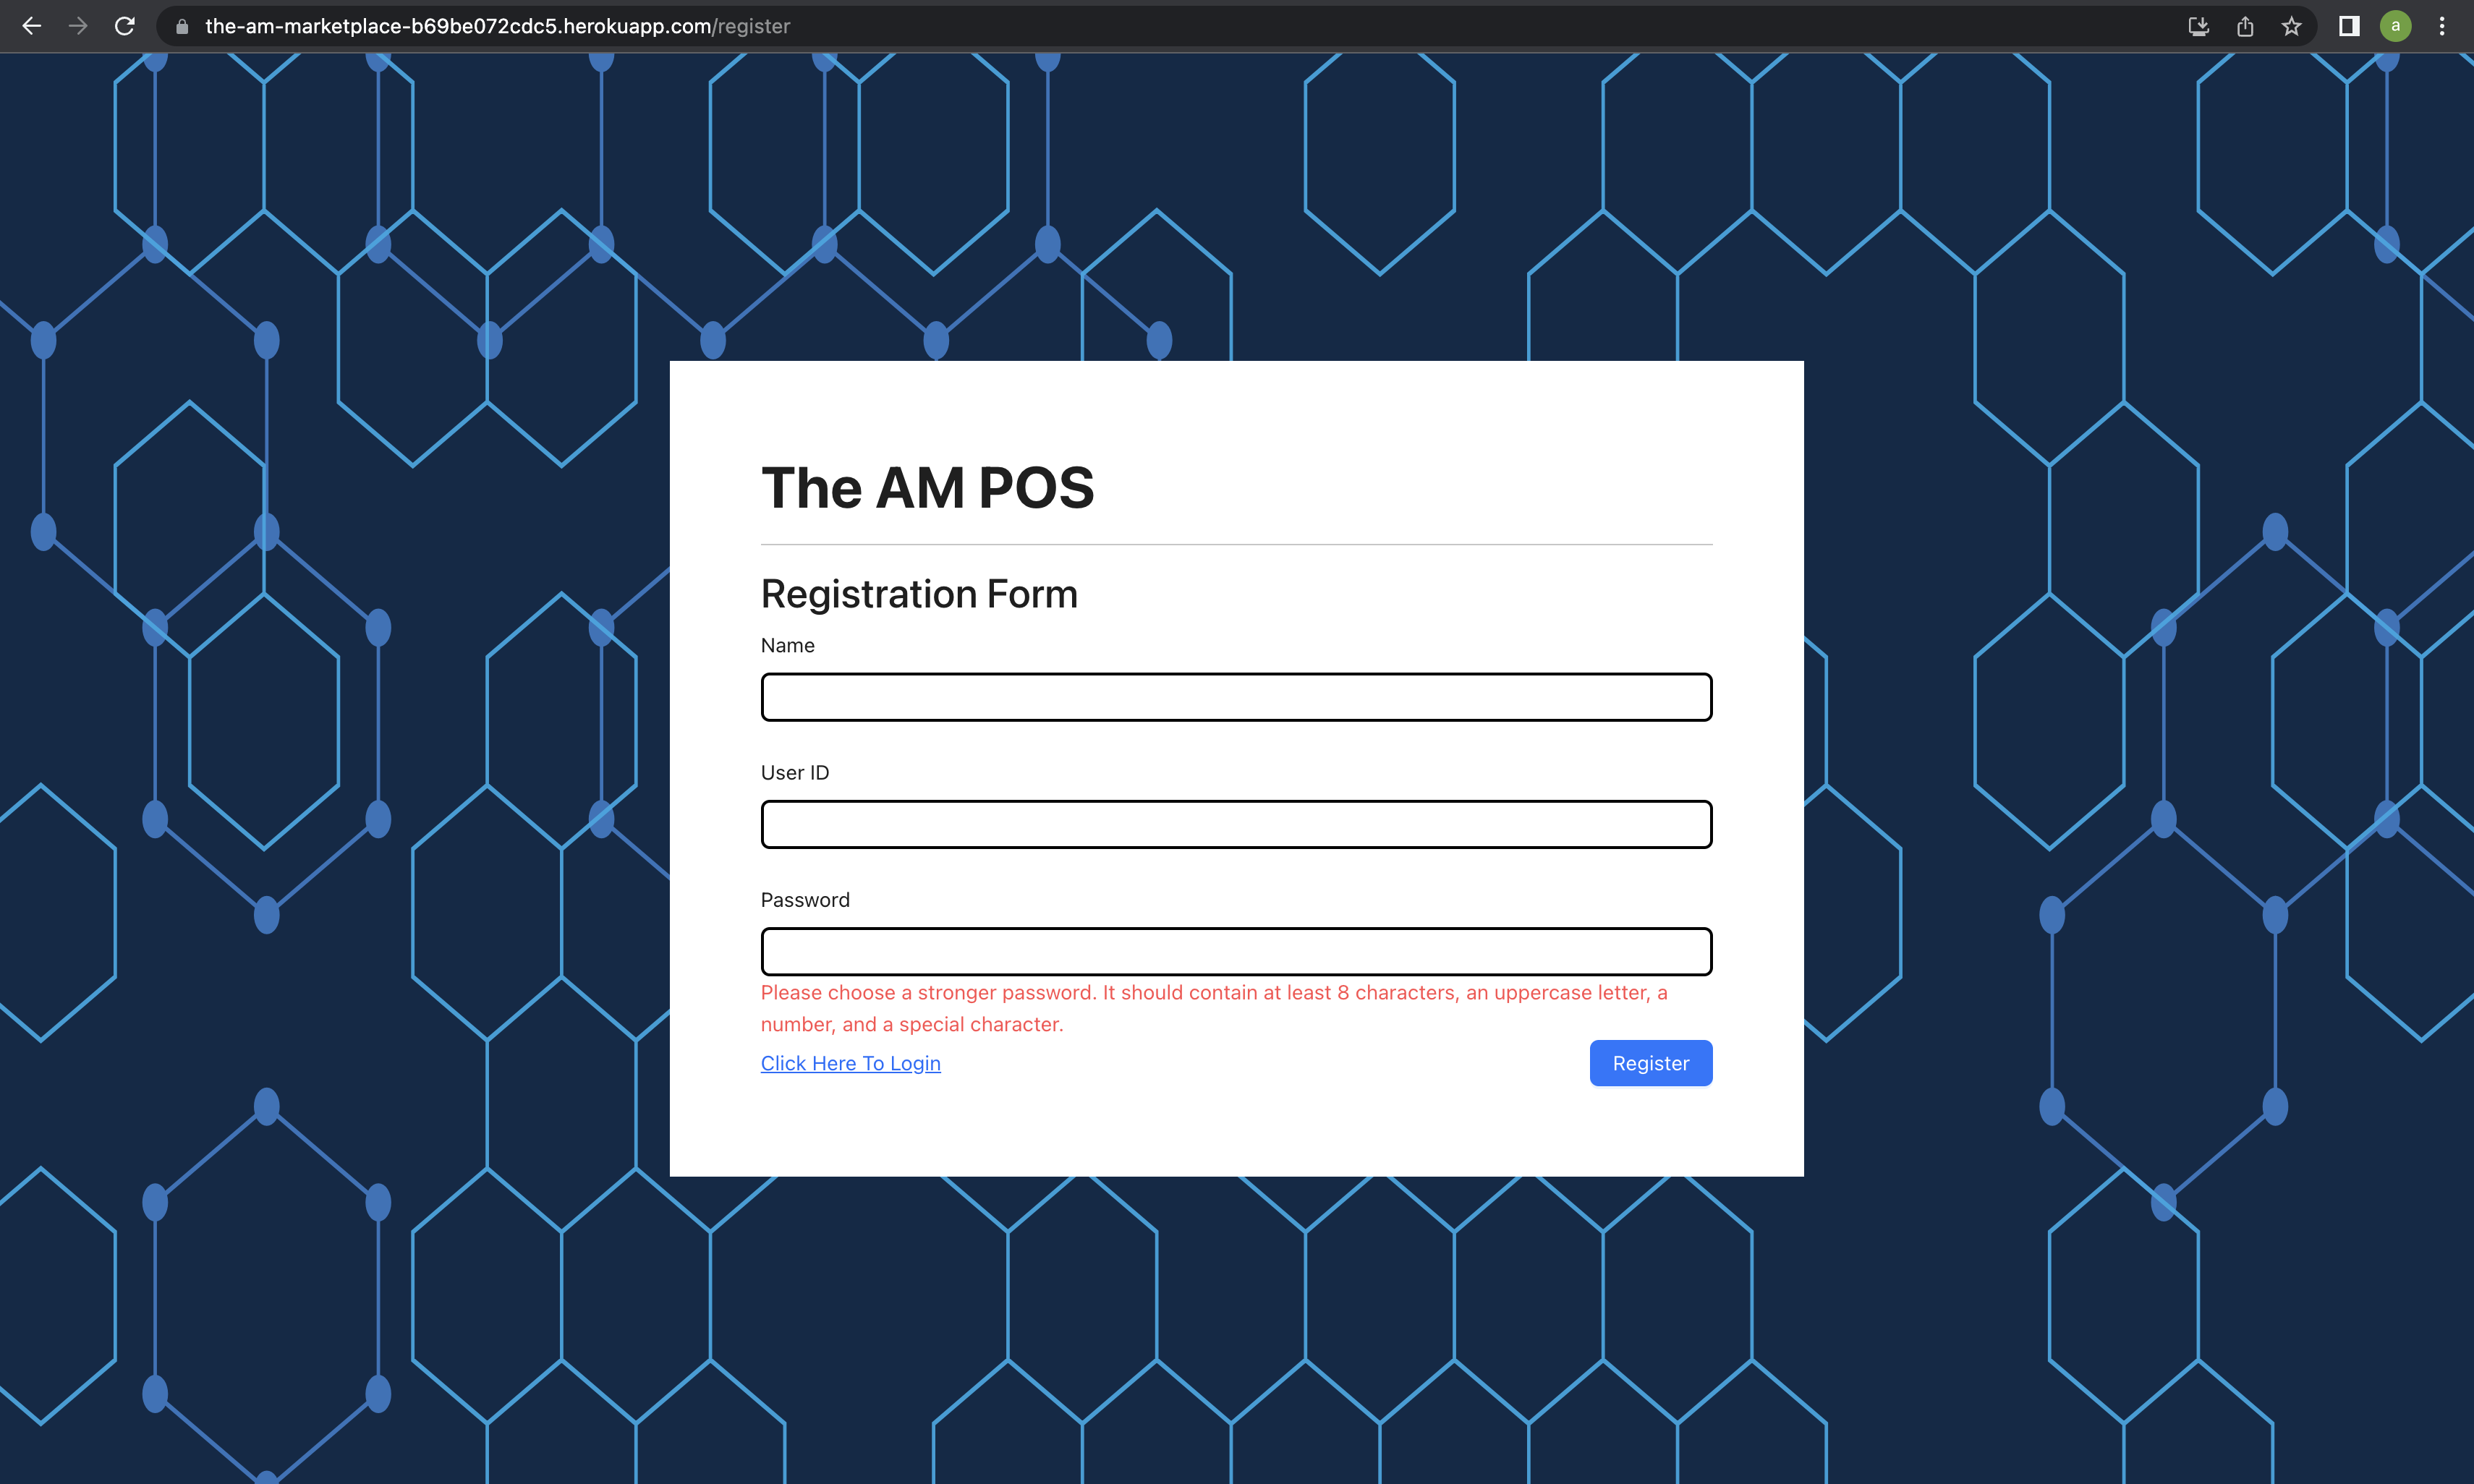 the-am-marketplace-b69be072cdc5.herokuapp.com/register
a
The AM POS
Registration Form
Name
User ID
Password
Please choose a stronger password. It should contain at least 8 characters, an uppercase letter, a
number, and a special character.
Click Here To Login
Register